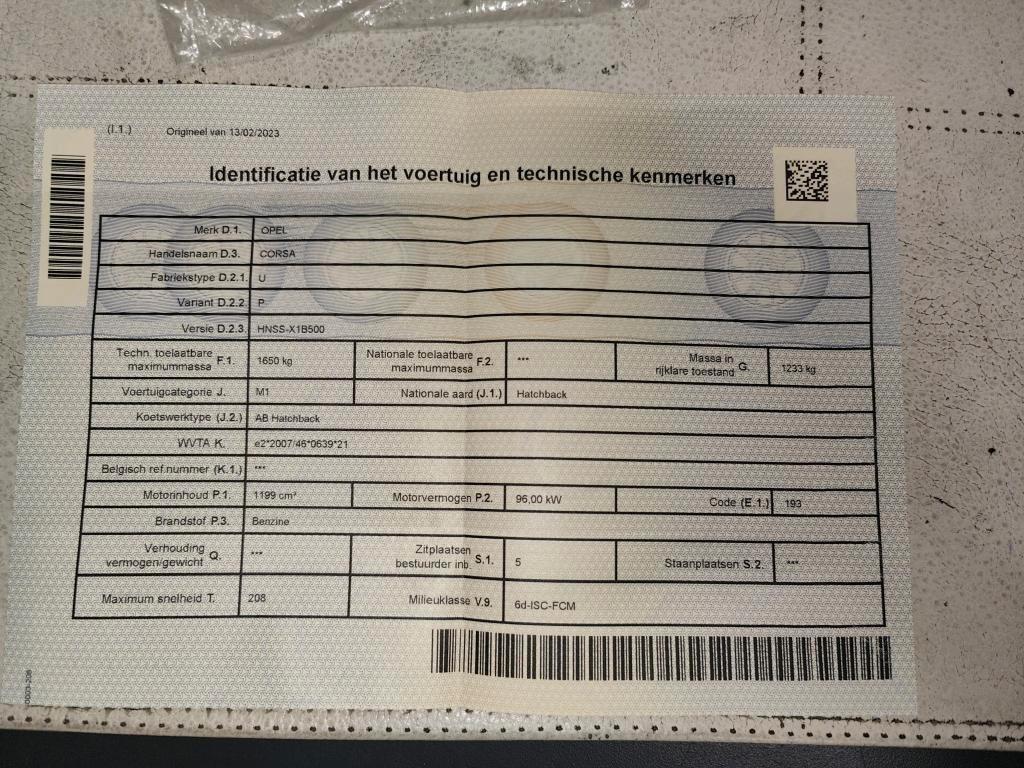 (I.1.) Origineel van 13/02/2023
Identificatie van het voertuig en technische kenmerken
Merk D.1. OPEL
Handelsnaam D.3. CORSA
Fabriekstype D.2.1. U
Variant D.2.2. P
Versie D.2.3. HNSS-X1B500
Techn. toelaatbare maximummassa F.1. 1650 kg Nationale toelaatbare maximummassa F.2. *** Massa in rijklare toestand G. 1233 kg
Voertuigcategorie J. M1 Nationale aard (J.1.) Hatchback
Koetswerktype (J.2.) AB Hatchback
WVTA K. e2*2007/46*0639*21
Belgisch ref.nummer (K.1.) ***
Motorinhoud P.1. 1199 cm³ Motorvermogen P.2. 96,00 kW Code (E.1.) 193
Brandstof P.3. Benzine
Verhouding vermogen/gewicht Q. *** Zitplaatsen bestuurder inb. S.1. 5 Staanplaatsen S.2. ***
Maximum snelheid T. 208 Milieuklasse V.9. 6d-ISC-FCM